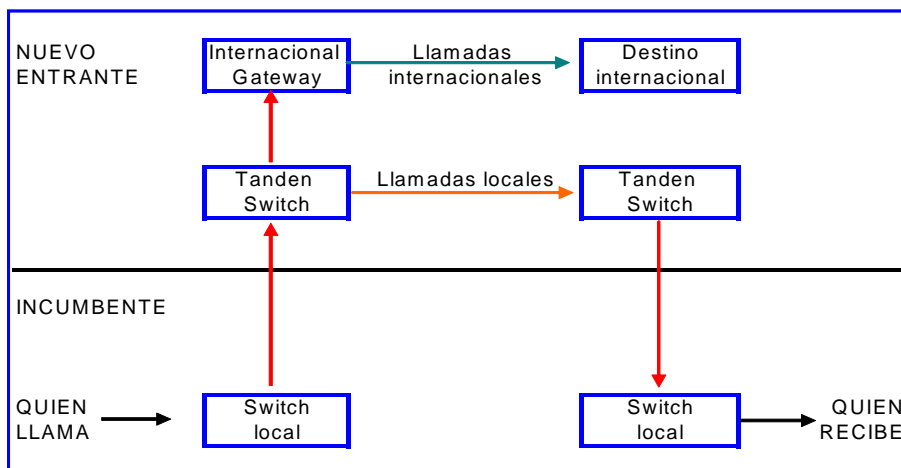 NUEVO
ENTRANTE
Internacional
Gateway
Llamadas
internacionales
Destino
internacional
Tanden
Switch
Llamadas locales
Tanden
Switch
INCUMBENTE
QUIEN
LLAMA
Switch
local
Switch
local
QUIEN
RECIBE